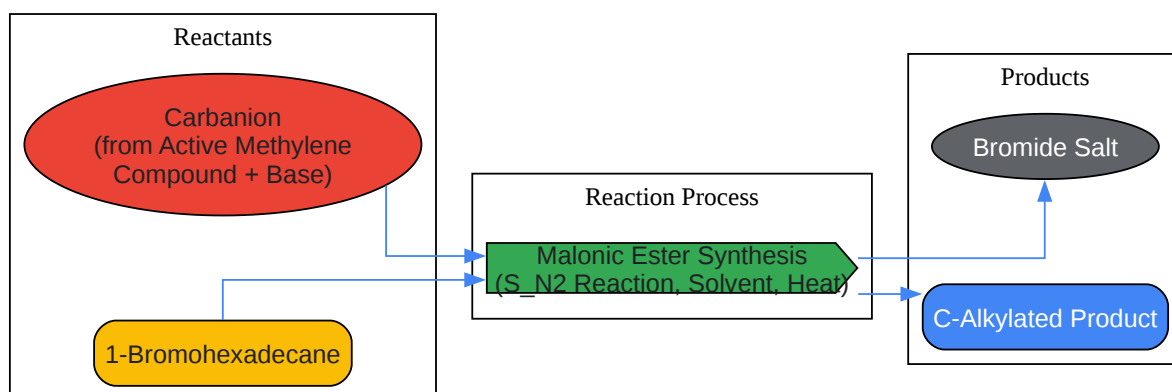 Reactants
Carbanion
(from Active Methylene
Compound + Base)
1-Bromohexadecane
Reaction Process
Malonic Ester Synthesis
(S_N2 Reaction, Solvent, Heat)
Products
Bromide Salt
C-Alkylated Product